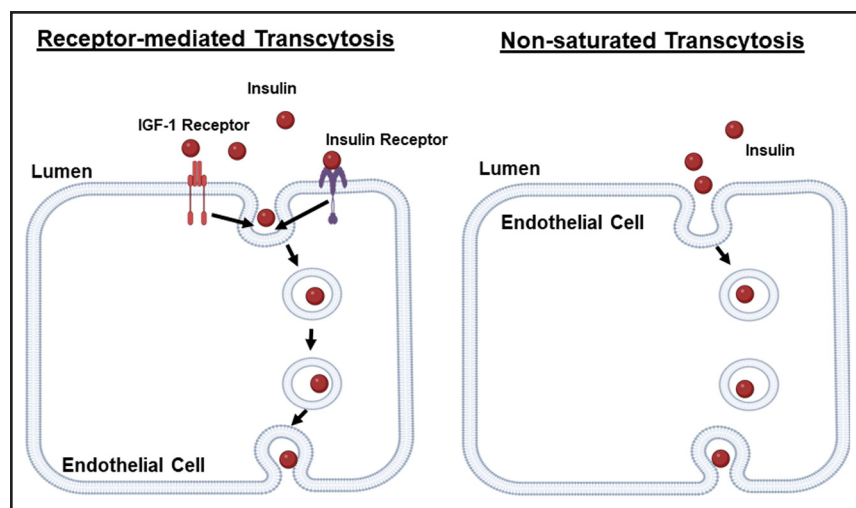 Receptor-mediated Transcytosis
Insulin
IGF-1 Receptor
Insulin Receptor
Lumen
Endothelial Cell
Non-saturated Transcytosis
Insulin
Lumen
Endothelial Cell